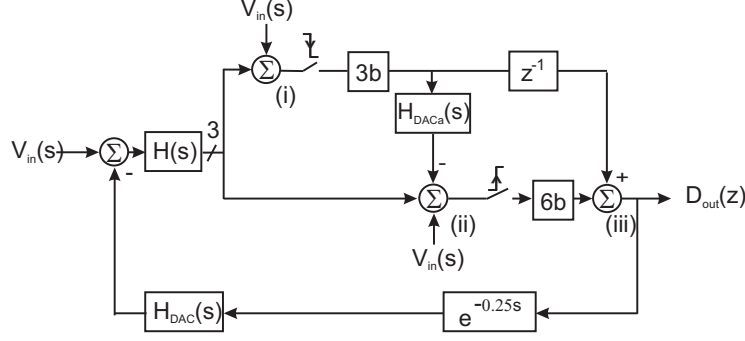 V_in(s)
Σ
(i)
3b
z^-1
H_DACa(s)
3
V_in(s)
Σ
-
H(s)
-
+
Σ
(ii)
6b
Σ
(iii)
D_out(z)
V_in(s)
H_DAC(s)
e^-0.25s